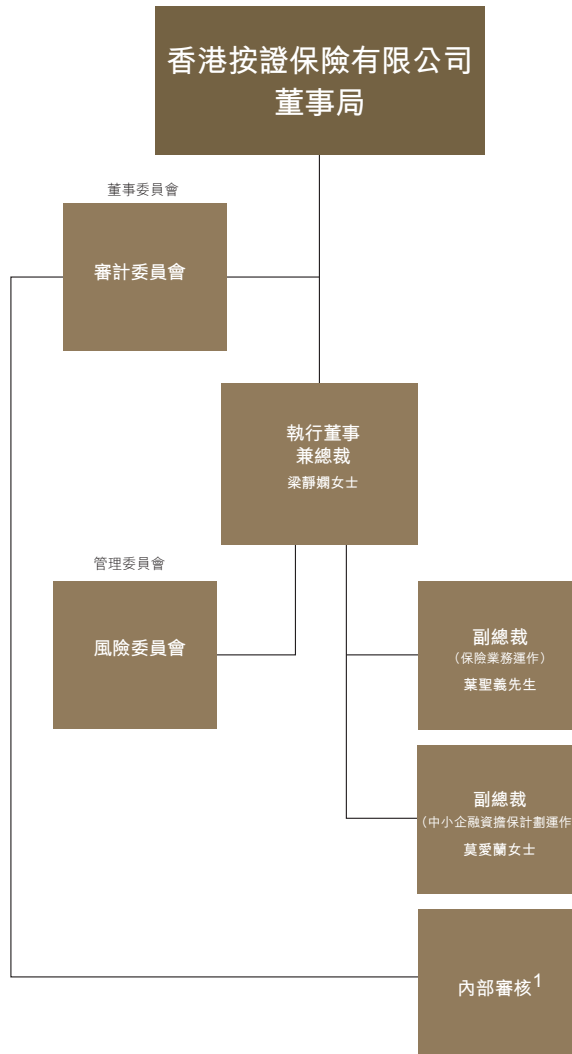 香港按證保險有限公司
董事局
董事委員會
審計委員會
執行董事
兼總裁
梁靜嫻女士
管理委員會
風險委員會
副總裁
（保險業務運作）
葉聖義先生
副總裁
（中小企融資擔保計劃運作
莫愛蘭女士
內部審核1